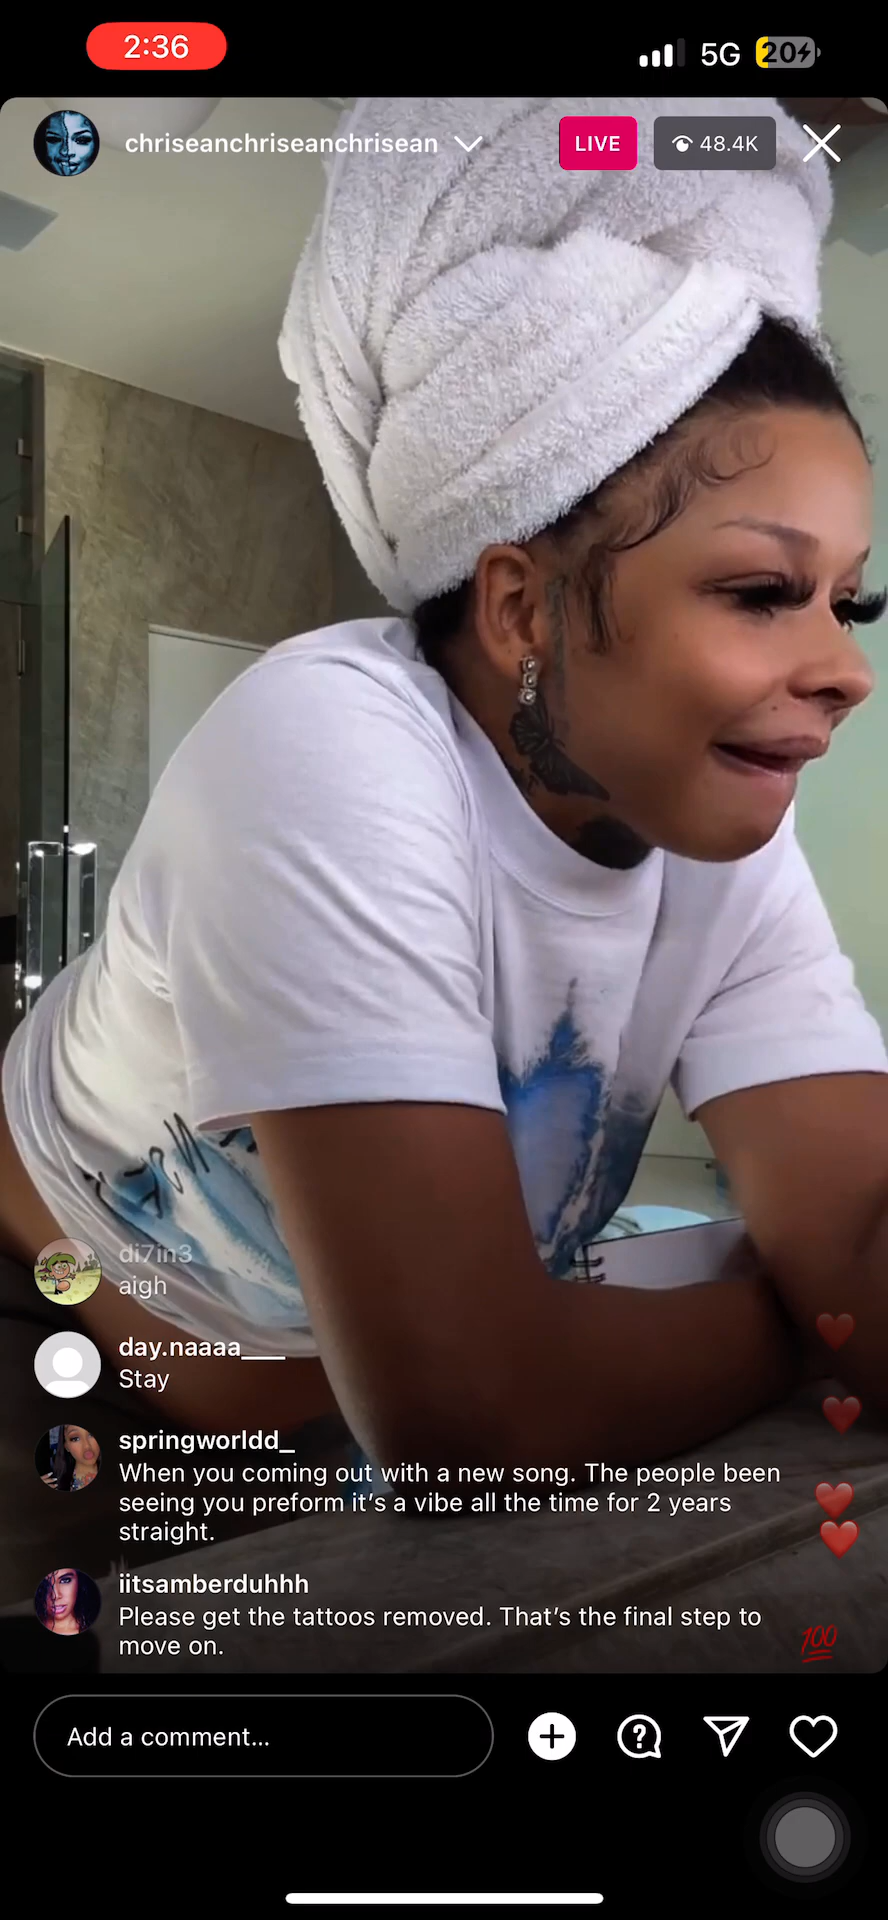 2:36
5G
20
chriseanchriseanchrisean
LIVE
48.4K
di7in3
aigh
day.naaaa___
Stay
springworldd_
When you coming out with a new song. The people been
seeing you preform it's a vibe all the time for 2 years
straight.
iitsamberduhhh
Please get the tattoos removed. That's the final step to
move on.
100
Add a comment...